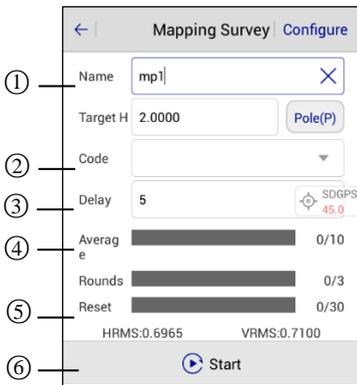 ← Mapping Survey Configure
① Name mp1
Target H 2.0000 Pole(P)
② Code
③ Delay 5 SDGPS
45.0
④ Averag
e 0/10
Rounds 0/3
⑤ Reset 0/30
HRMS:0.6965 VRMS:0.7100
⑥ Start